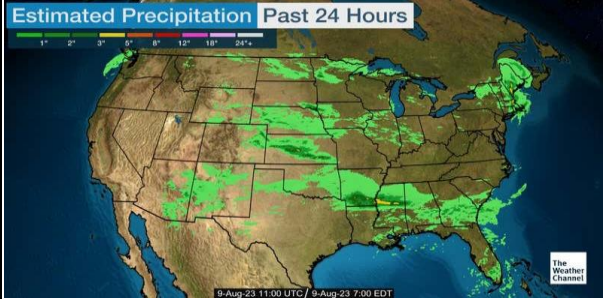 Estimated Precipitation Past 24 Hours
1" 2" 3" 5" 8" 12" 18" 24"+
The
Weather
Channel
9-Aug-23 11:00 UTC / 9-Aug-23 7:00 EDT